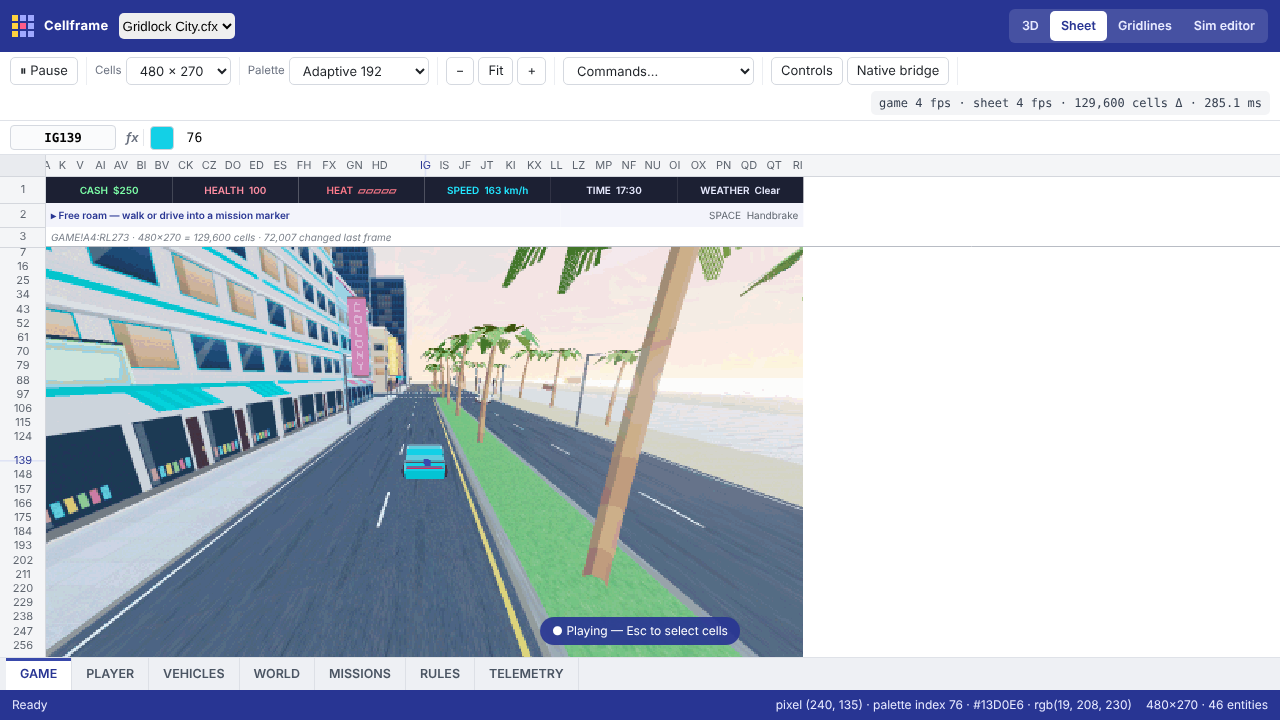 Cellframe Gridlock City.cfx 3D Sheet Gridlines Sim editor
Pause Cells 480 × 270 Palette Adaptive 192 − Fit + Commands... Controls Native bridge
game 4 fps · sheet 4 fps · 129,600 cells Δ · 285.1 ms
IG139 fx 76
K V AI AV BI BV CK CZ DO ED ES FH FX GN HD IG IS JF JT KI KX LL LZ MP NF NU OI OX PN QD QT RI
1 CASH $250 HEALTH 100 HEAT ▱▱▱▱▱ SPEED 163 km/h TIME 17:30 WEATHER Clear
2 ▸ Free roam — walk or drive into a mission marker SPACE Handbrake
3 GAME!A4:RL273 · 480×270 = 129,600 cells · 72,007 changed last frame
7
16
25
34
43
52
61
70
79
88
97
106
115
124
139
148
157
166
175
184
193
202
211
220
229
238
247
256
Playing — Esc to select cells
GAME PLAYER VEHICLES WORLD MISSIONS RULES TELEMETRY
Ready pixel (240, 135) · palette index 76 · #13D0E6 · rgb(19, 208, 230) 480×270 · 46 entities